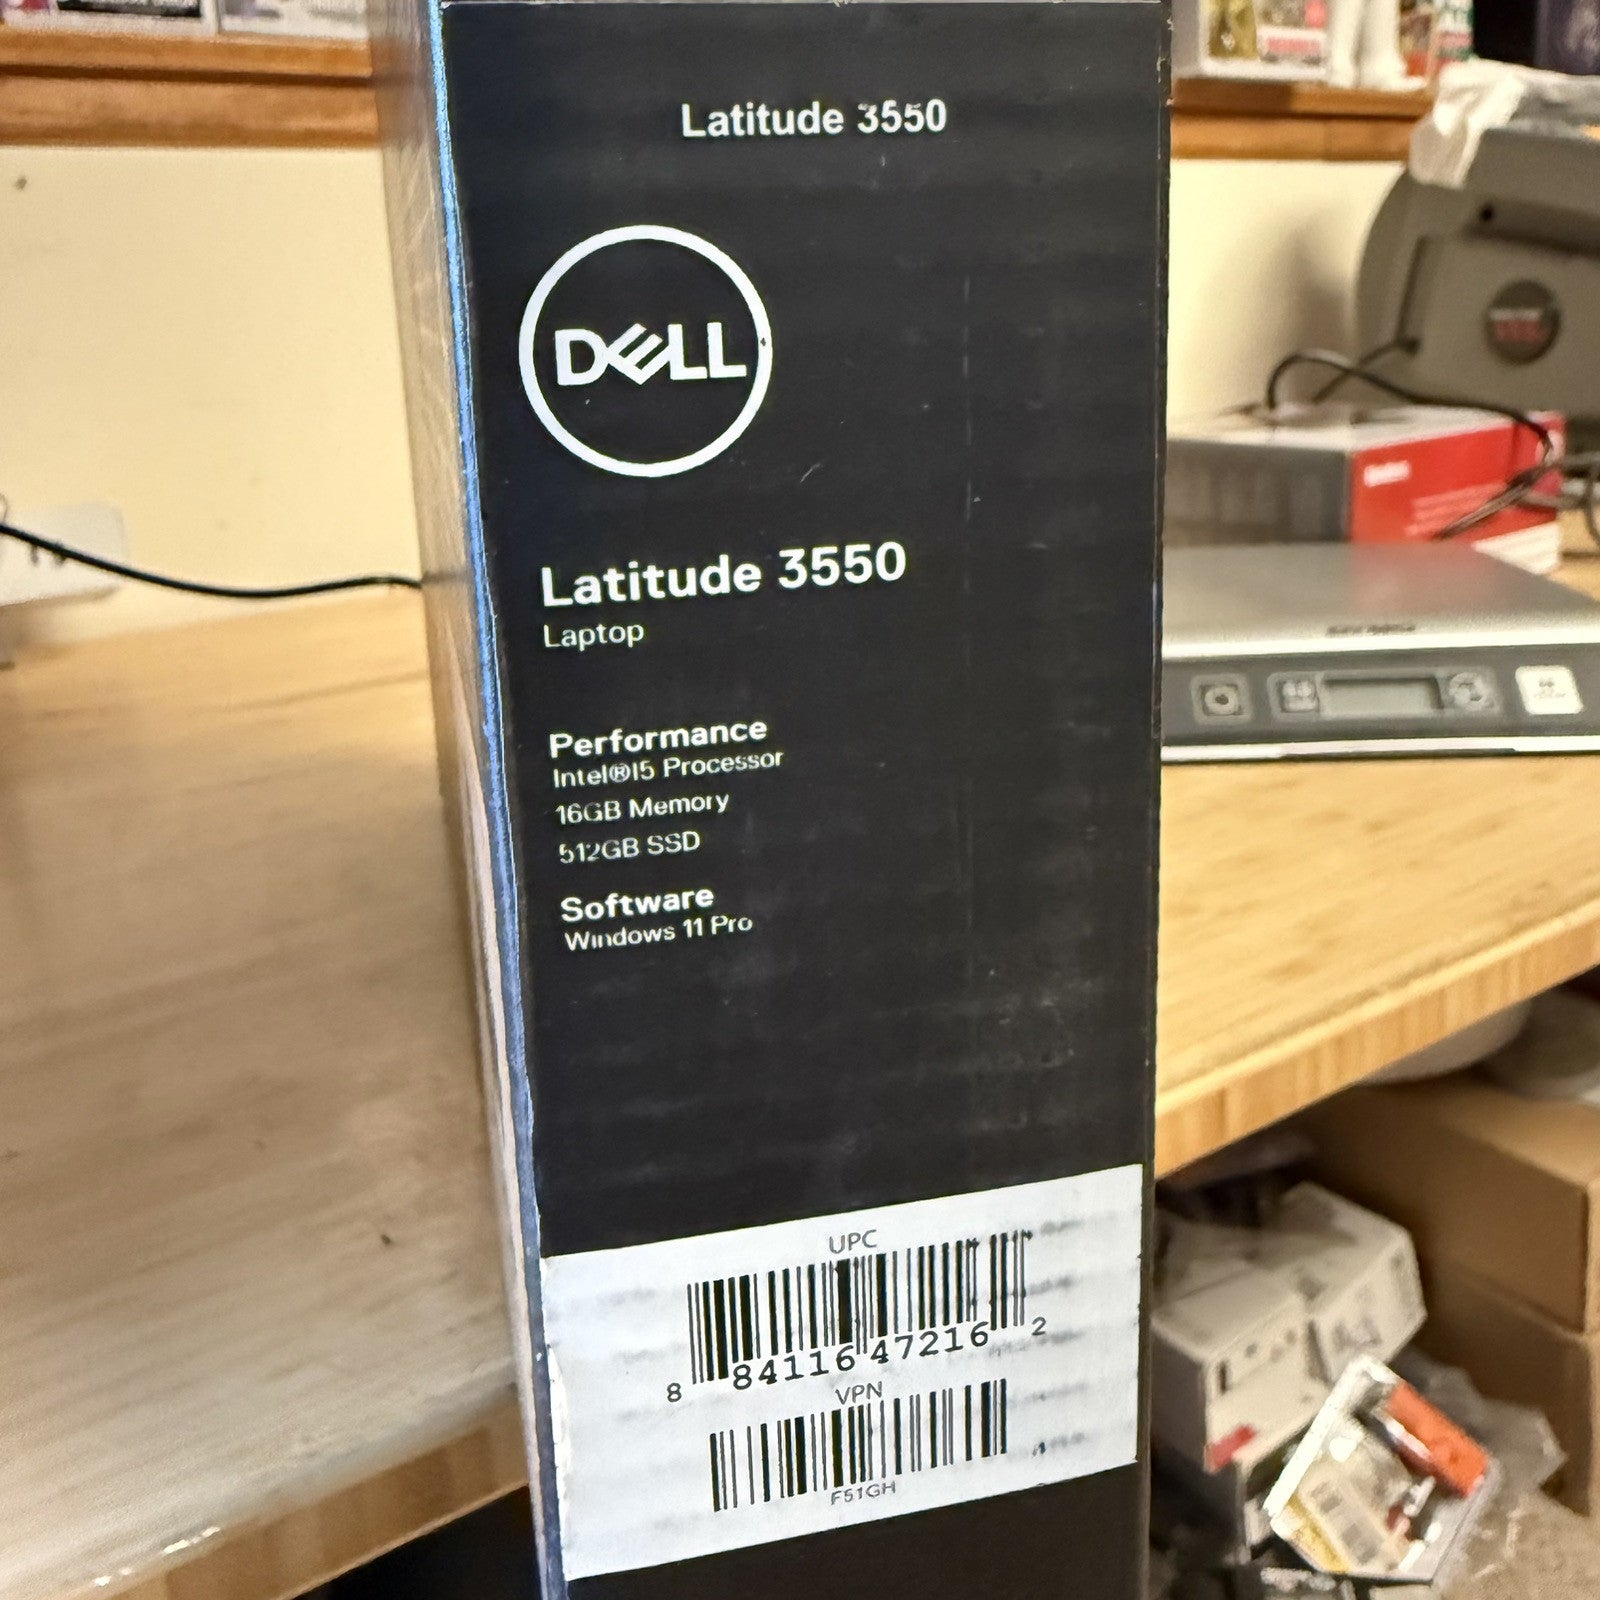 Latitude 3550
DELL
Latitude 3550
Laptop
Performance
Intel®I5 Processor
16GB Memory
512GB SSD
Software
Windows 11 Pro
UPC
8 84116 47216 2
VPN
F51GH